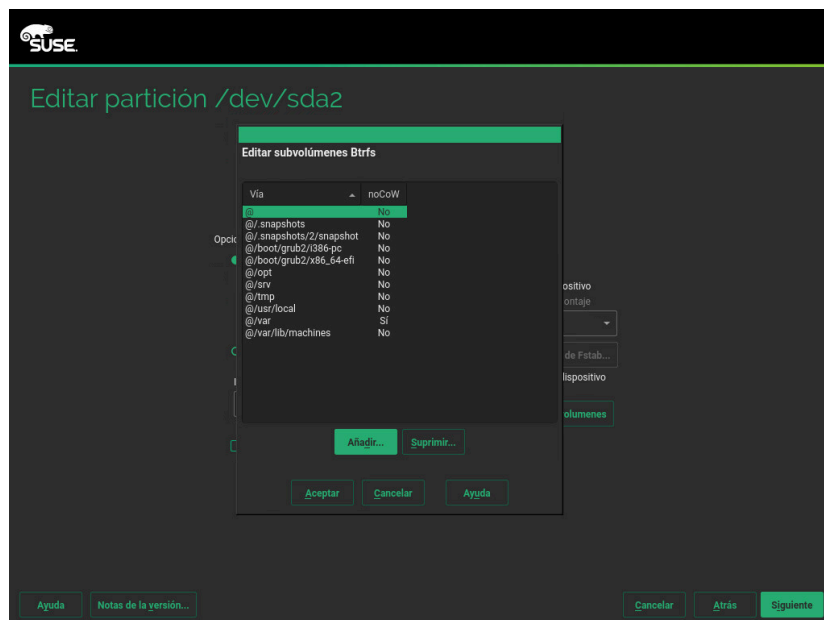 SUSE.
Editar partición /dev/sda2
Editar subvolúmenes Btrfs
Vía noCoW
@ No
@/.snapshots No
@/.snapshots/2/snapshot No
@/boot/grub2/i386-pc No
@/boot/grub2/x86_64-efi No
@/opt No
@/srv No
@/tmp No
@/usr/local No
@/var Sí
@/var/lib/machines No
Opcio
ositivo
ontaje
de Fstab...
dispositivo
olumenes
Añadir... Suprimir...
Aceptar Cancelar Ayuda
Ayuda Notas de la versión... Cancelar Atrás Siguiente